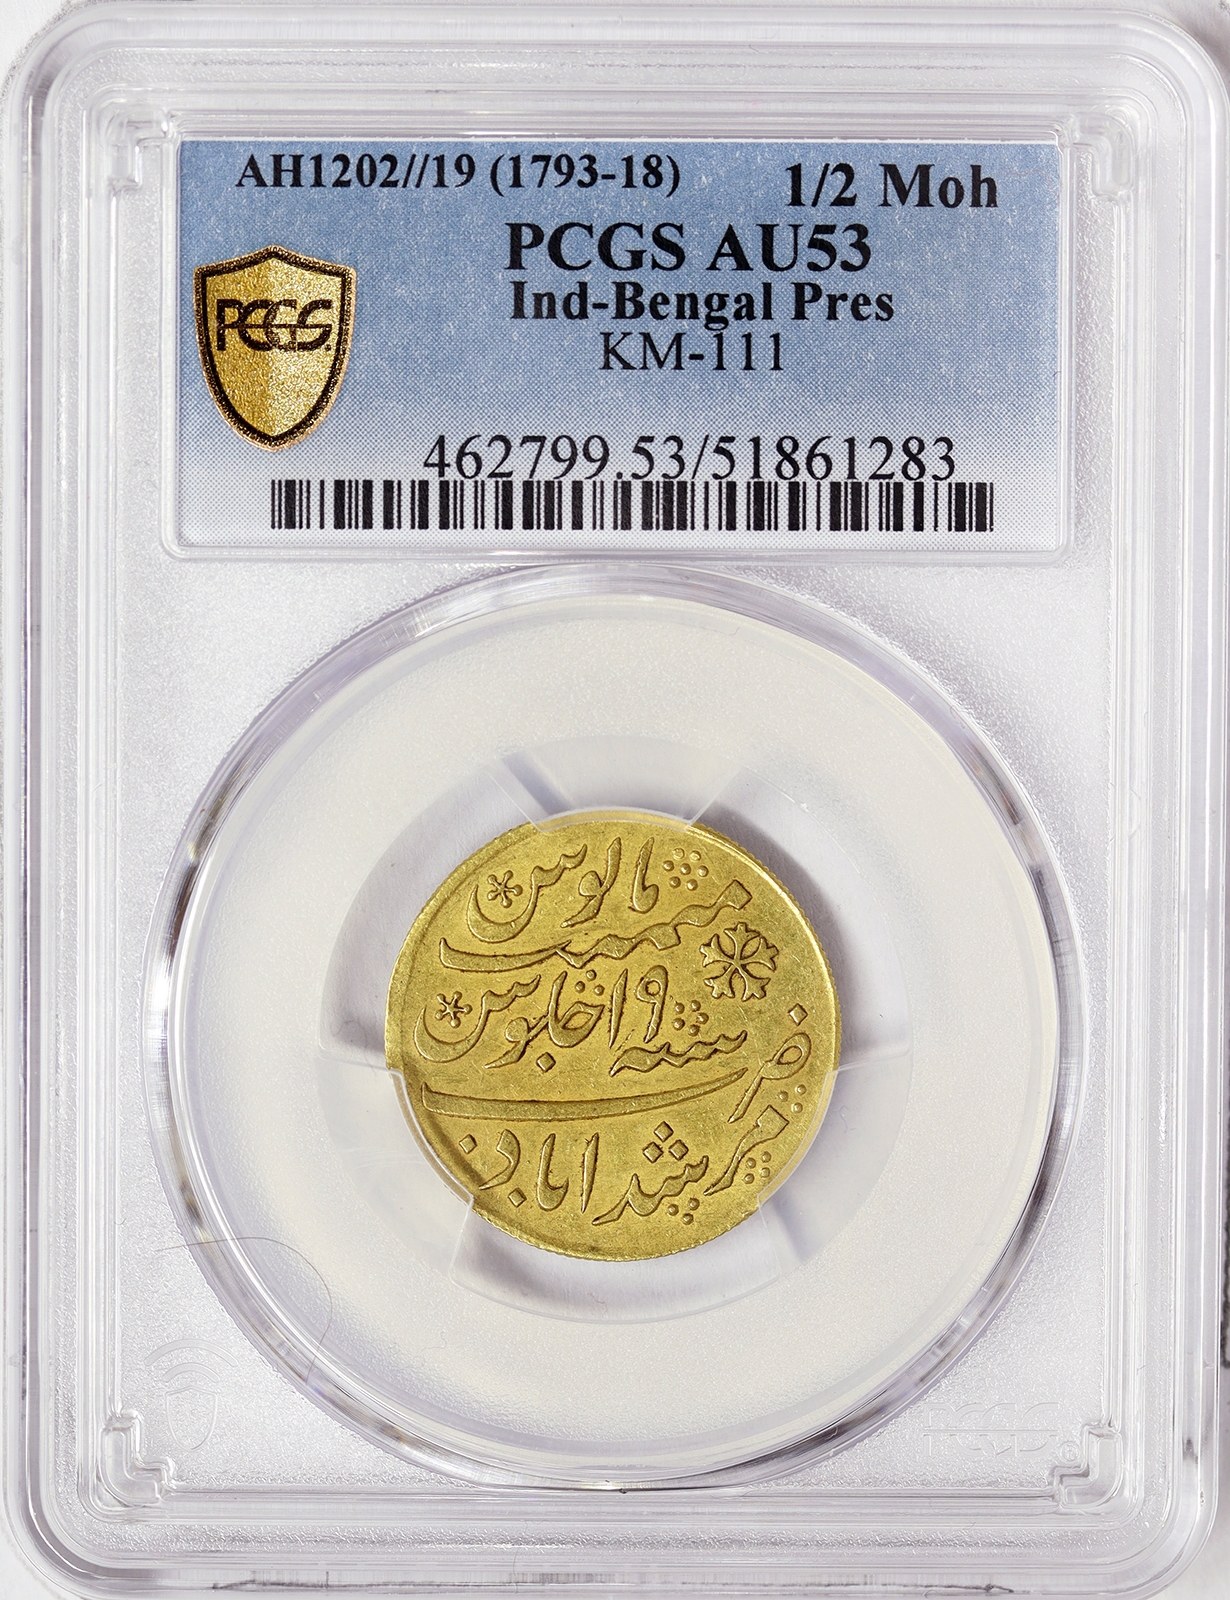 AH1202//19 (1793-18)
1/2 Moh
PCGS AU53
Ind-Bengal Pres
KM-111
PCGS
462799.53/51861283
مانوس
میمنت
۱۹ جلوس
سنه
ضرب
مرشداباد